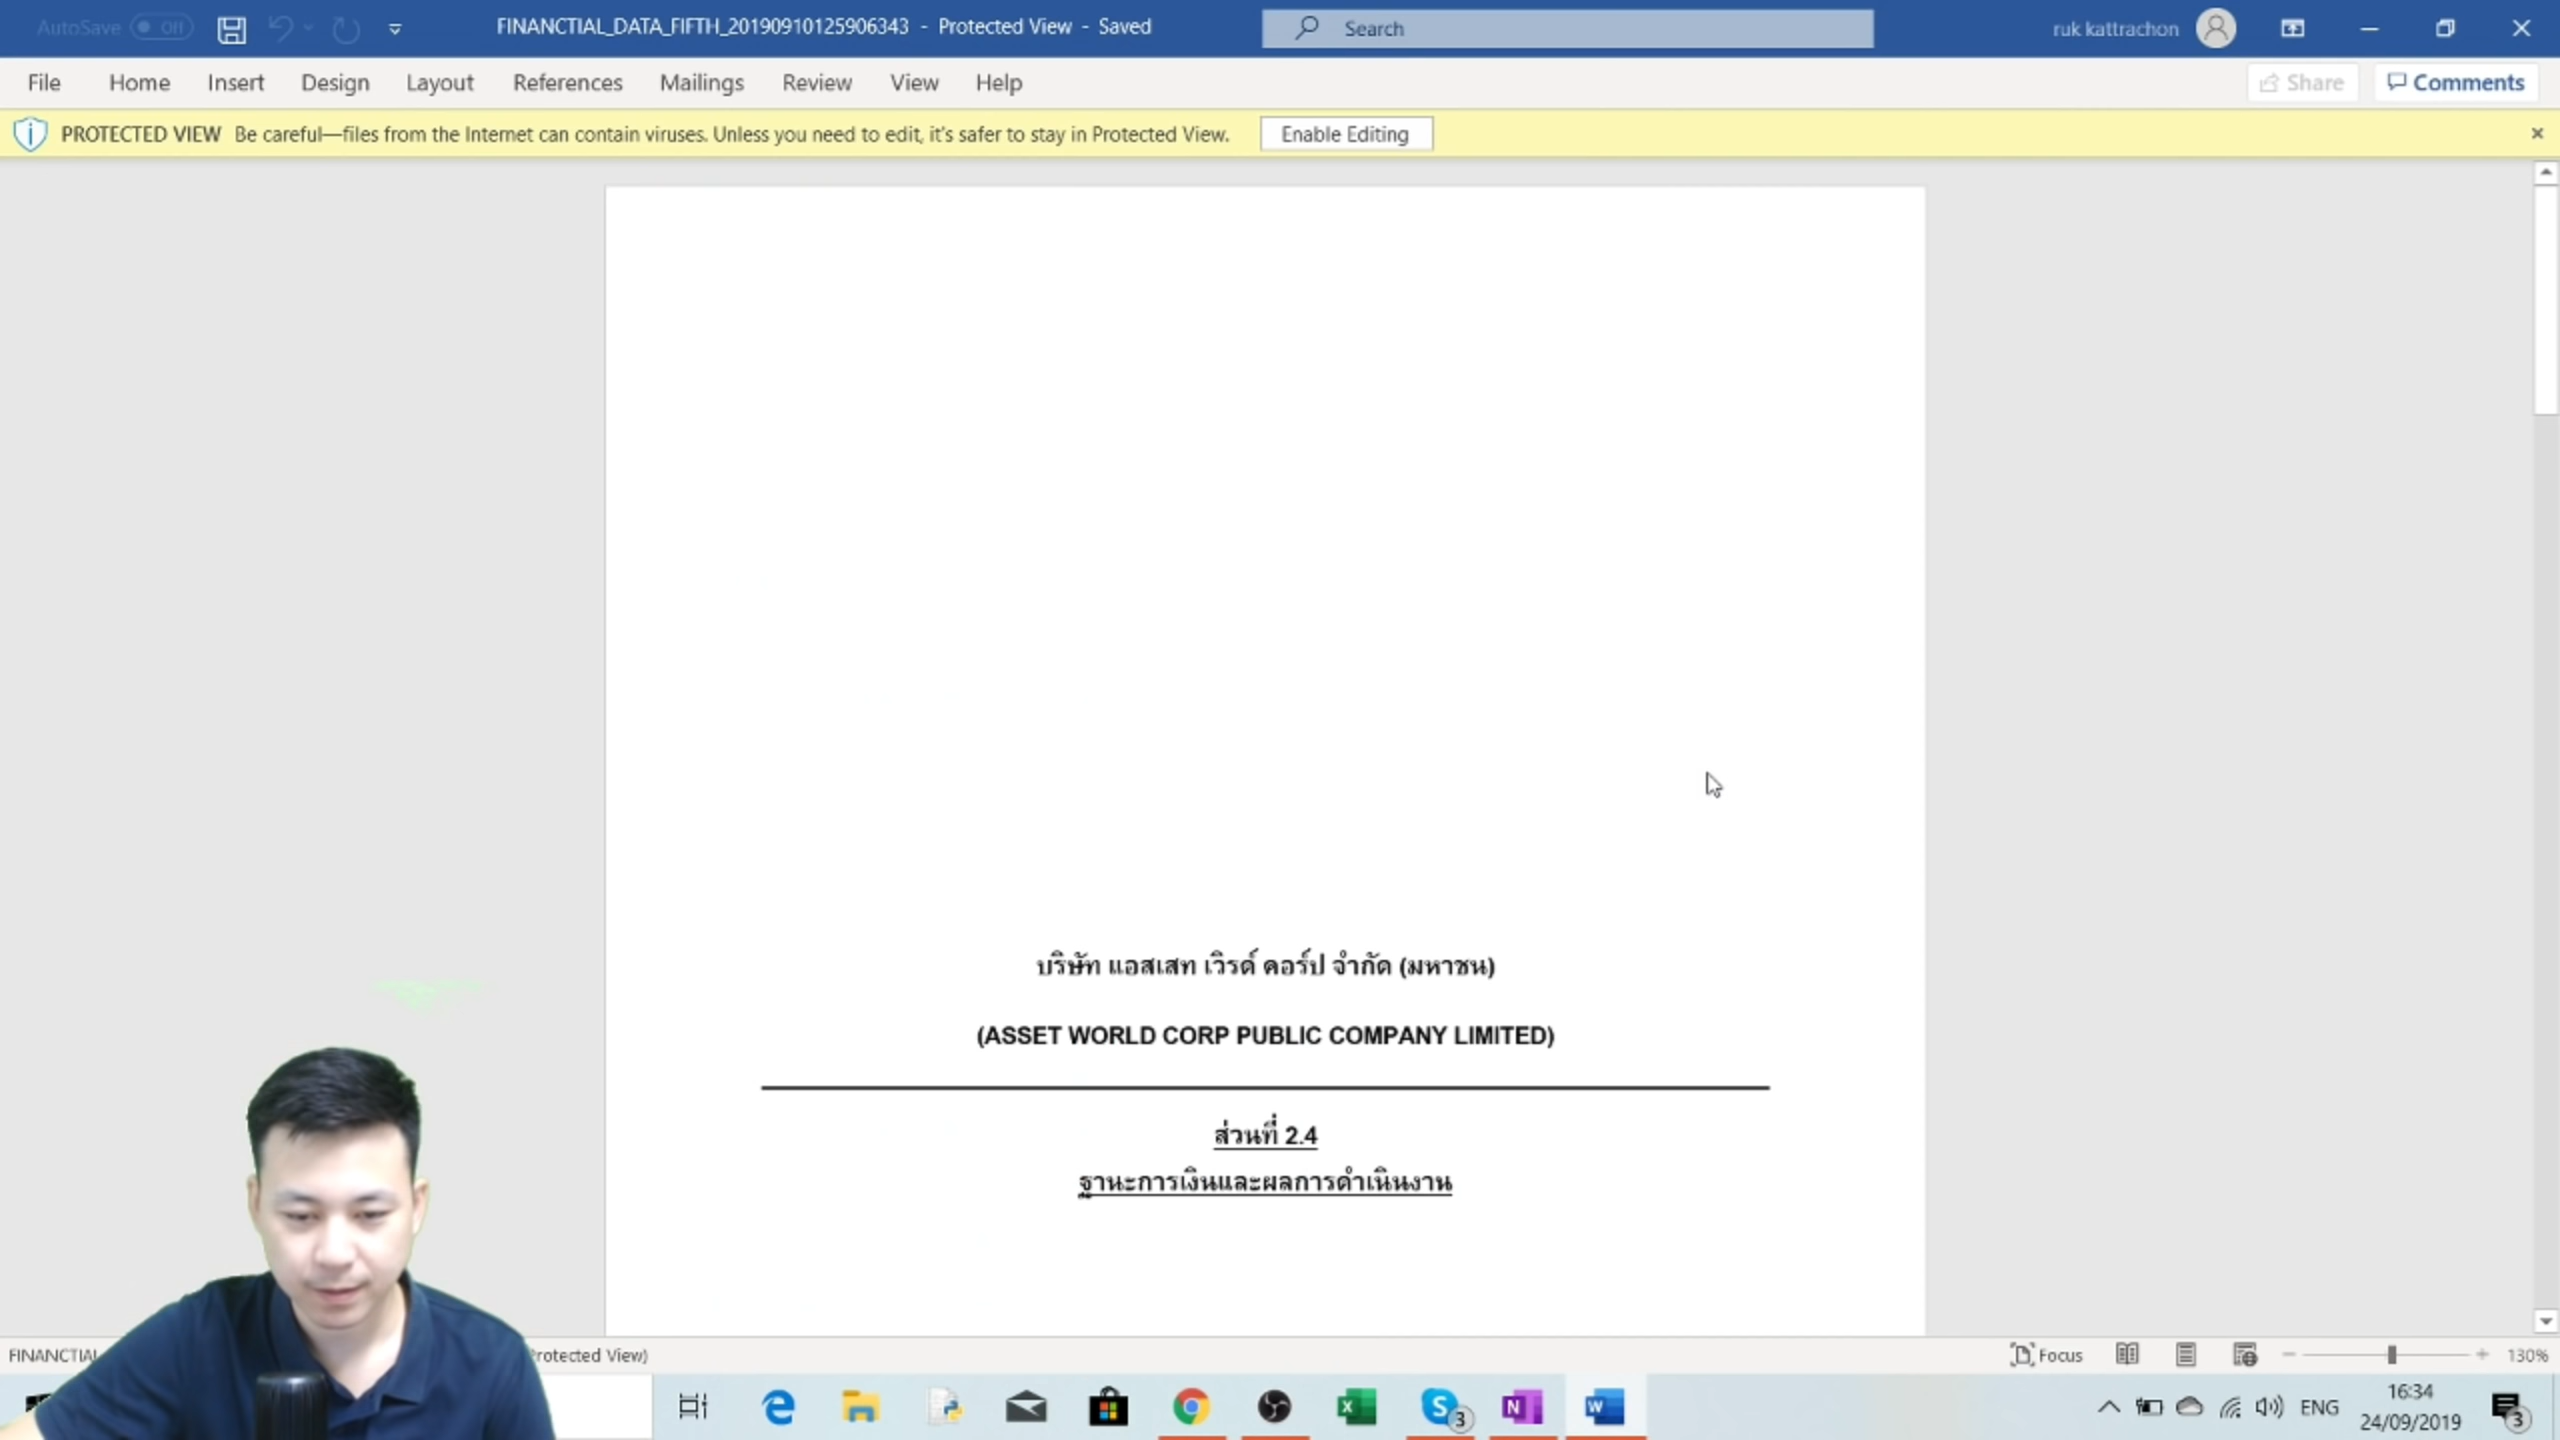 AutoSave Off
FINANCTIAL_DATA_FIFTH_20190910125906343 - Protected View - Saved
Search
ruk kattrachon
File Home Insert Design Layout References Mailings Review View Help
Share Comments
PROTECTED VIEW Be careful—files from the Internet can contain viruses. Unless you need to edit, it's safer to stay in Protected View. Enable Editing
บริษัท แอสเสท เวิรด์ คอร์ป จำกัด (มหาชน)
(ASSET WORLD CORP PUBLIC COMPANY LIMITED)
ส่วนที่ 2.4
ฐานะการเงินและผลการดำเนินงาน
Protected View)
Focus
130%
3
ENG
16:34
24/09/2019
3